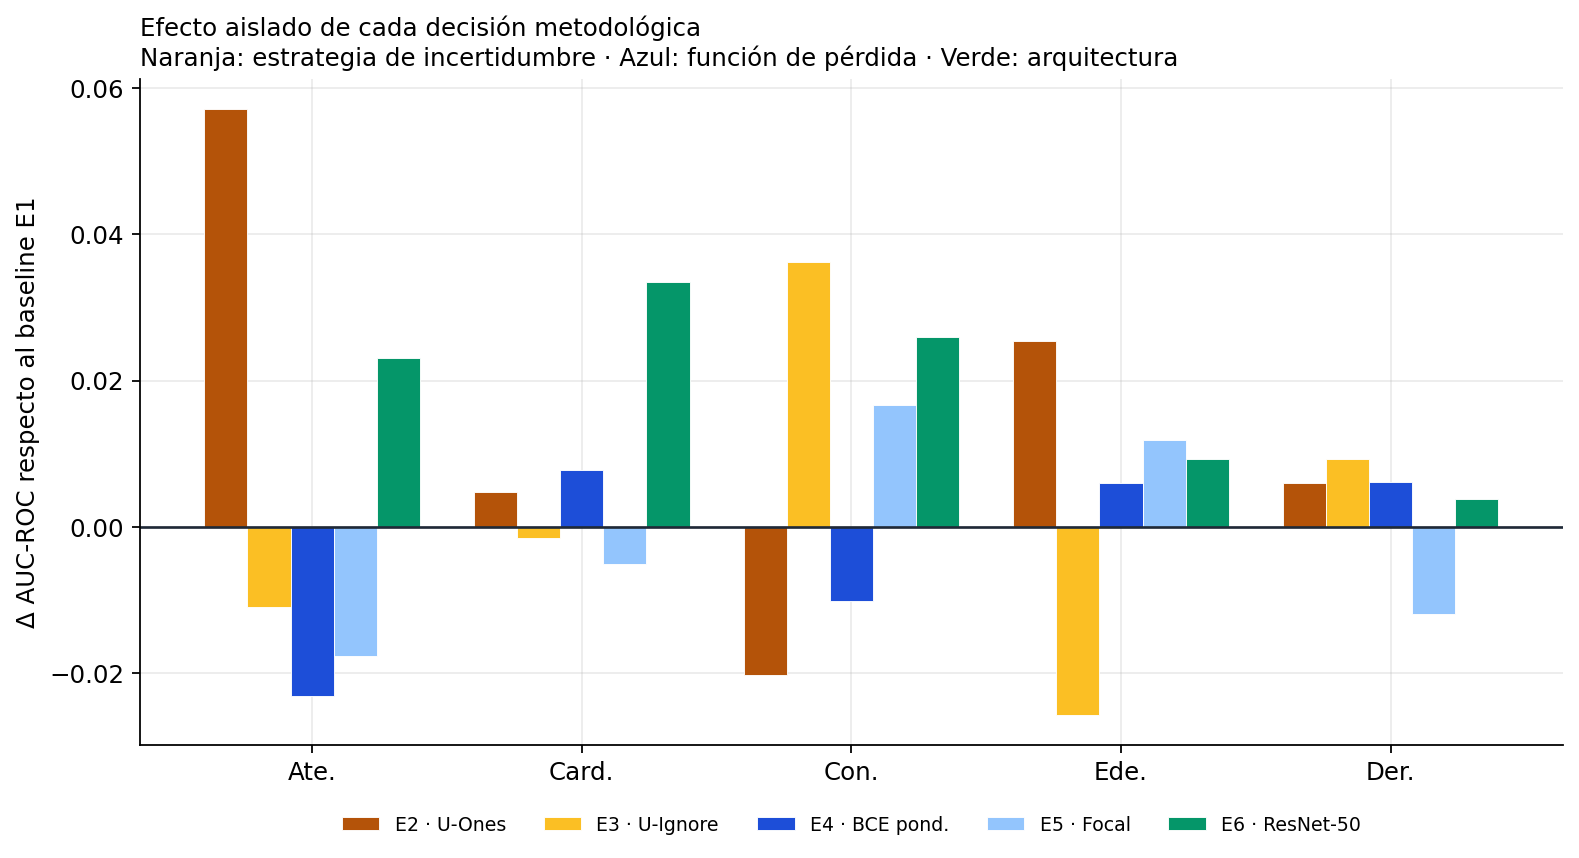 Efecto aislado de cada decisión metodológica
Naranja: estrategia de incertidumbre · Azul: función de pérdida · Verde: arquitectura
Δ AUC-ROC respecto al baseline E1
0.06
0.04
0.02
0.00
−0.02
Ate.
Card.
Con.
Ede.
Der.
E2 · U-Ones
E3 · U-Ignore
E4 · BCE pond.
E5 · Focal
E6 · ResNet-50